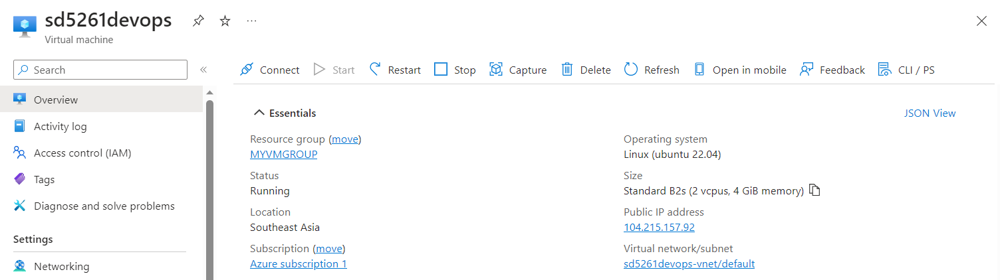 sd5261devops
Virtual machine
Search
Connect
Start
Restart
Stop
Capture
Delete
Refresh
Open in mobile
Feedback
CLI / PS
Overview
Activity log
Access control (IAM)
Tags
Diagnose and solve problems
Settings
Networking
Essentials
JSON View
Resource group (move)
MYVMGROUP
Status
Running
Location
Southeast Asia
Subscription (move)
Azure subscription 1
Operating system
Linux (ubuntu 22.04)
Size
Standard B2s (2 vcpus, 4 GiB memory)
Public IP address
104.215.157.92
Virtual network/subnet
sd5261devops-vnet/default